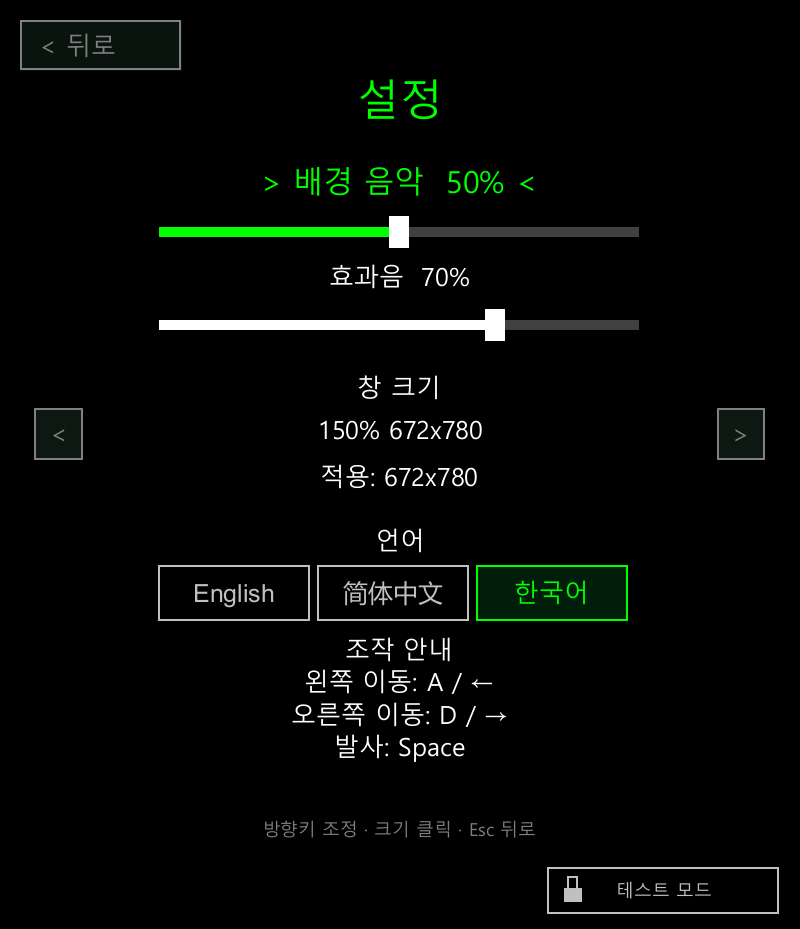 < 뒤로
설정
> 배경 음악 50% <
효과음 70%
창 크기
< 150% 672x780 >
적용: 672x780
언어
English 简体中文 한국어
조작 안내
왼쪽 이동: A / ←
오른쪽 이동: D / →
발사: Space
방향키 조정 · 크기 클릭 · Esc 뒤로
테스트 모드